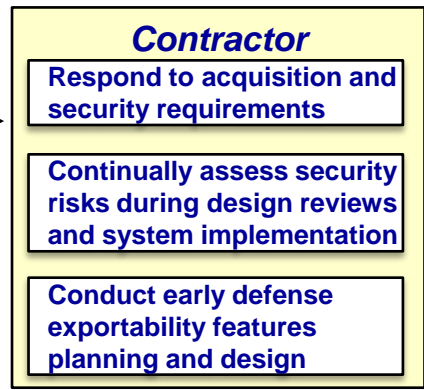 Contractor
Respond to acquisition and
security requirements
Continually assess security
risks during design reviews
and system implementation
Conduct early defense
exportability features
planning and design